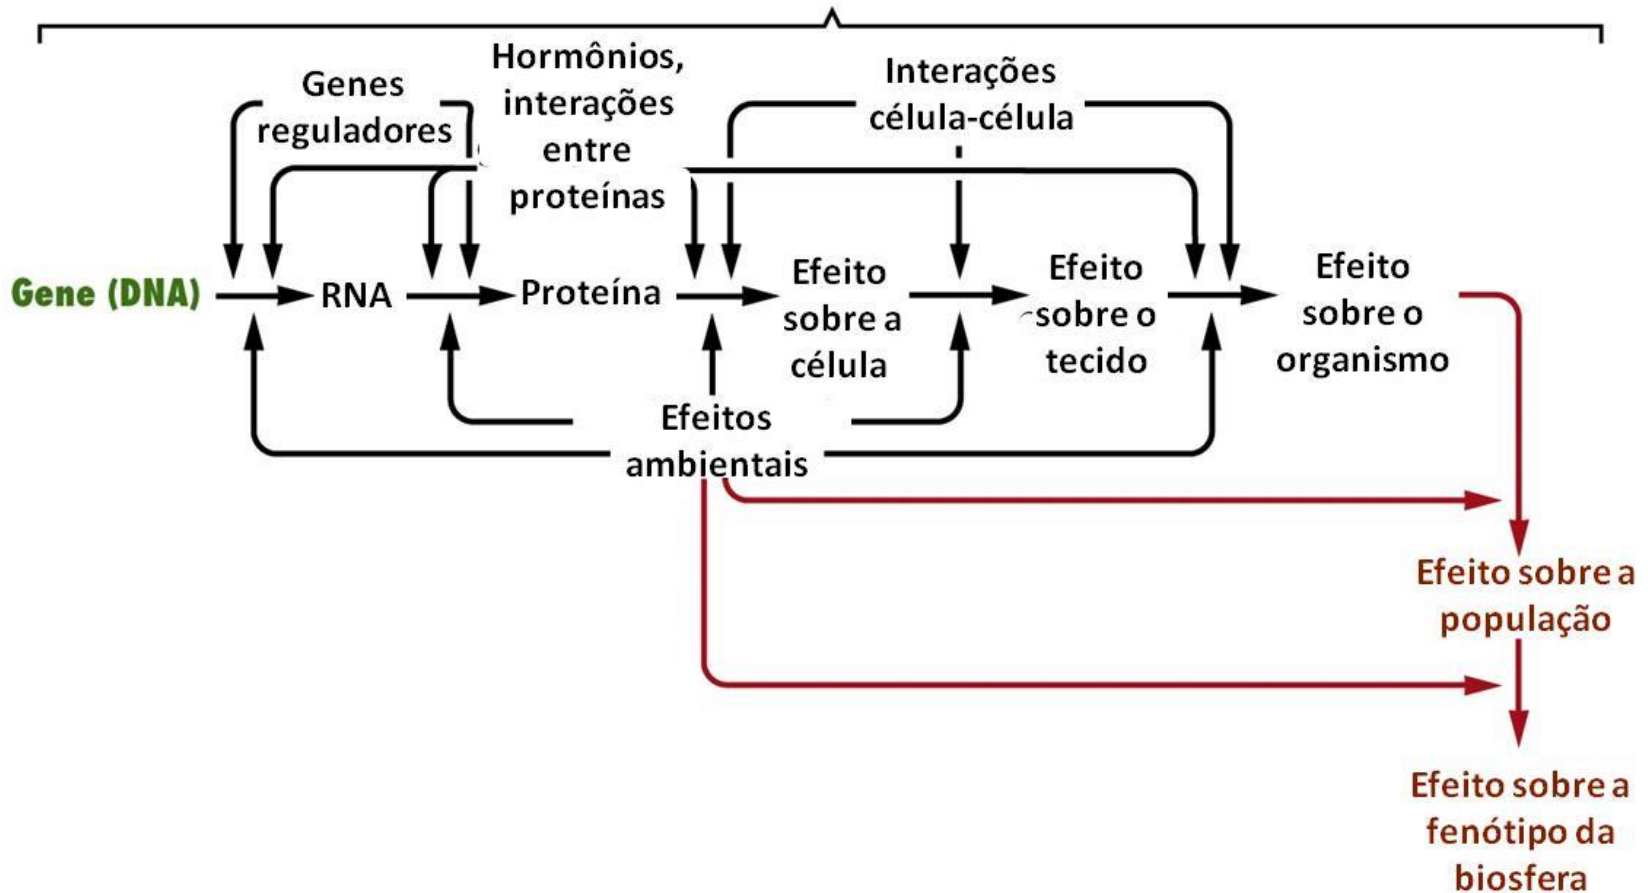 Genes
reguladores
Hormônios,
interações
entre
proteínas
Interações
célula-célula
Gene (DNA)
RNA
Proteína
Efeito
sobre a
célula
Efeito
sobre o
tecido
Efeito
sobre o
organismo
Efeitos
ambientais
Efeito sobre a
população
Efeito sobre a
fenótipo da
biosfera